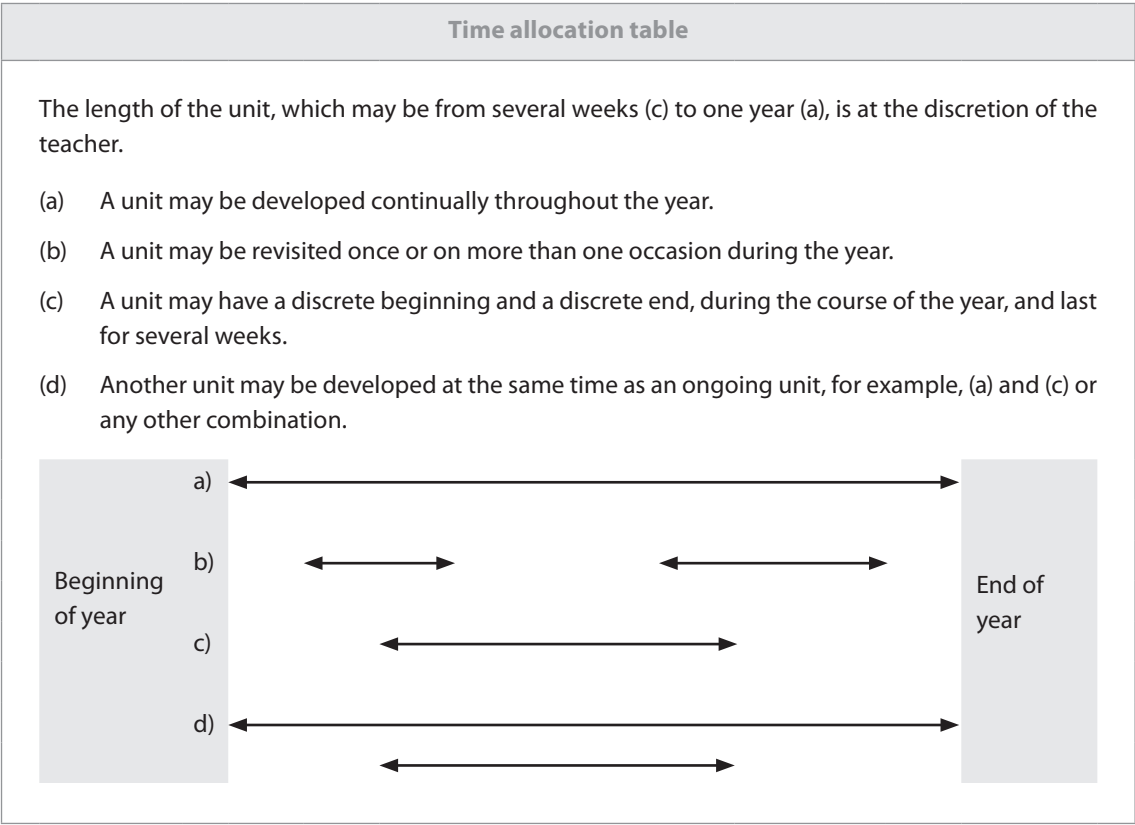 Time allocation table
The length of the unit, which may be from several weeks (c) to one year (a), is at the discretion of the
teacher.
(a) A unit may be developed continually throughout the year.
(b) A unit may be revisited once or on more than one occasion during the year.
(c) A unit may have a discrete beginning and a discrete end, during the course of the year, and last
for several weeks.
(d) Another unit may be developed at the same time as an ongoing unit, for example, (a) and (c) or
any other combination.
a)
b)
Beginning
of year
End of
year
c)
d)